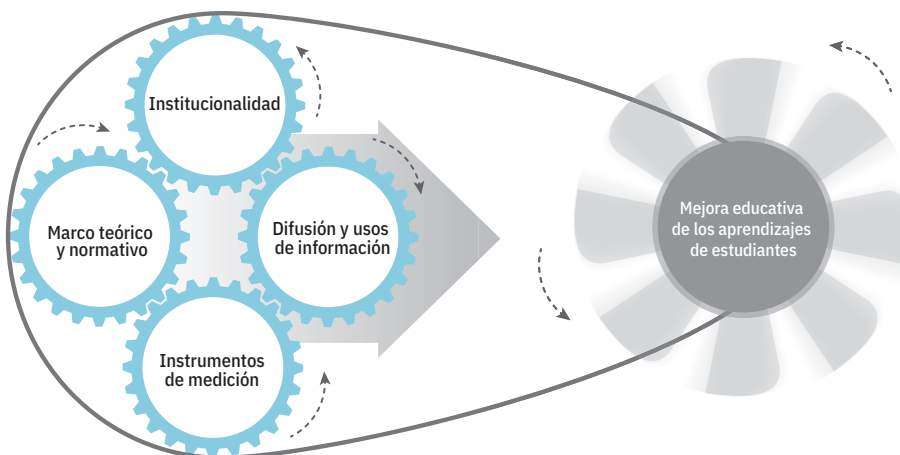 Institucionalidad
Marco teórico
y normativo
Difusión y usos
de información
Instrumentos
de medición
Mejora educativa
de los aprendizajes
de estudiantes